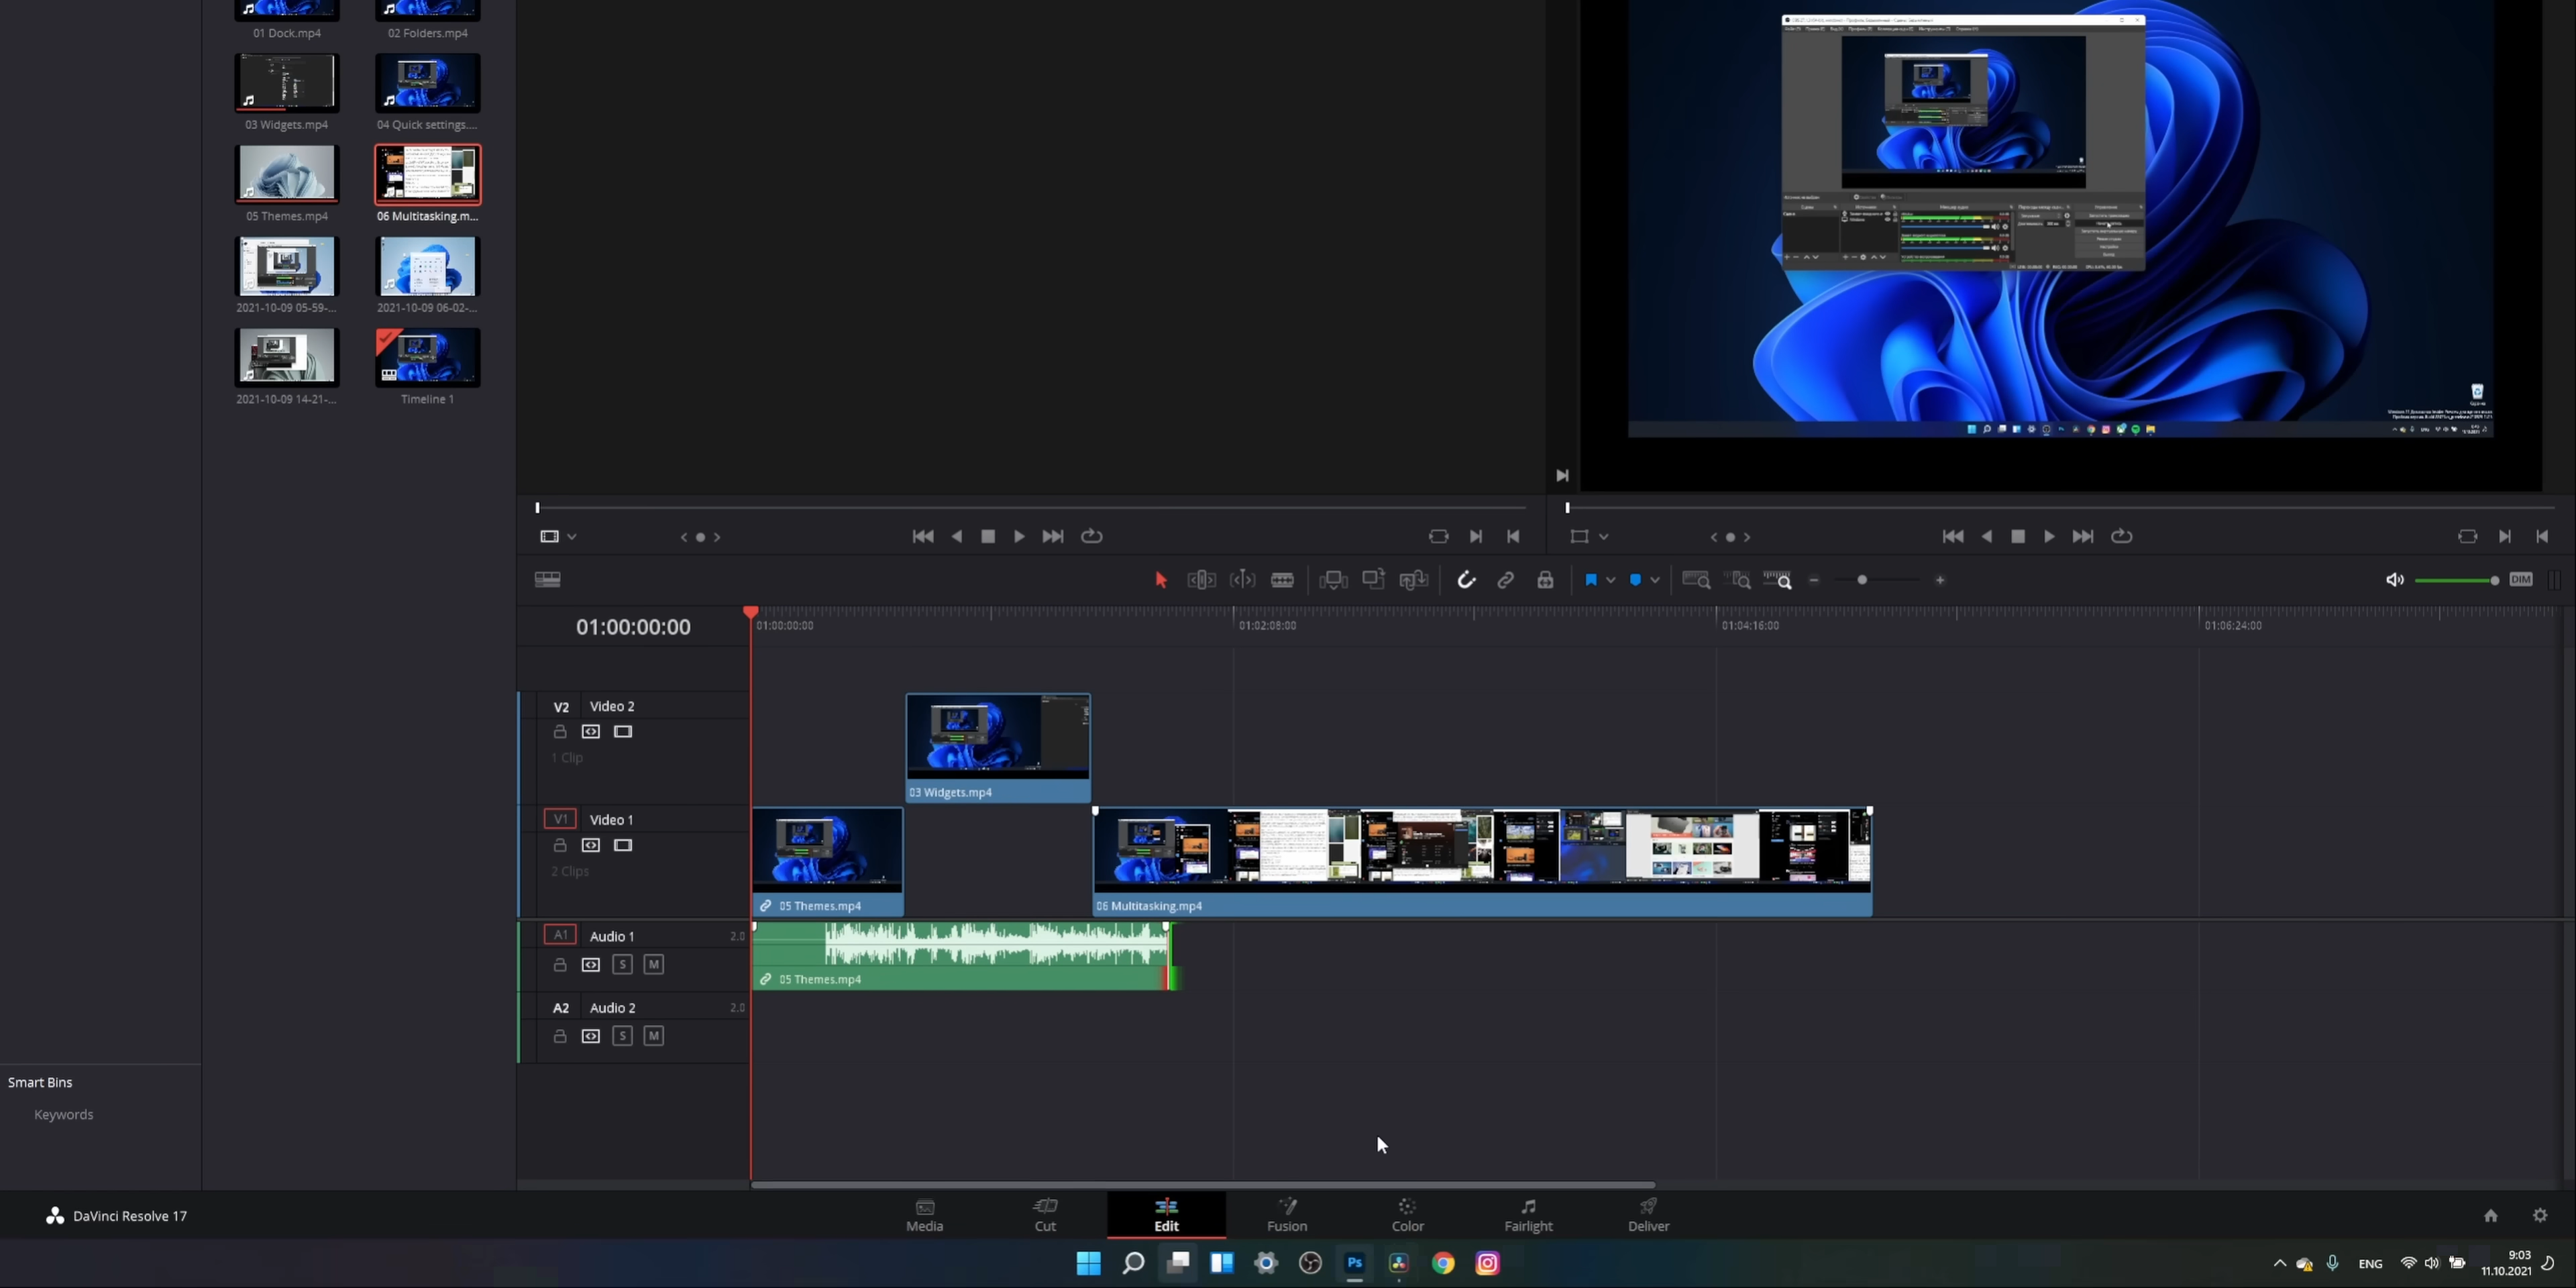 01 Dock.mp4
02 Folders.mp4
03 Widgets.mp4
04 Quick settings....
05 Themes.mp4
06 Multitasking.m...
2021-10-09 05-59-...
2021-10-09 06-02-...
2021-10-09 14-21-...
Timeline 1
DIM
01:00:00:00
01:00:00:00
01:02:08:00
01:04:16:00
01:06:24:00
V2 Video 2
1 Clip
03 Widgets.mp4
V1 Video 1
2 Clips
05 Themes.mp4
06 Multitasking.mp4
A1 Audio 1 2.0
S M
05 Themes.mp4
A2 Audio 2 2.0
S M
Smart Bins
Keywords
DaVinci Resolve 17
Media
Cut
Edit
Fusion
Color
Fairlight
Deliver
Ps
ENG
9:03
11.10.2021